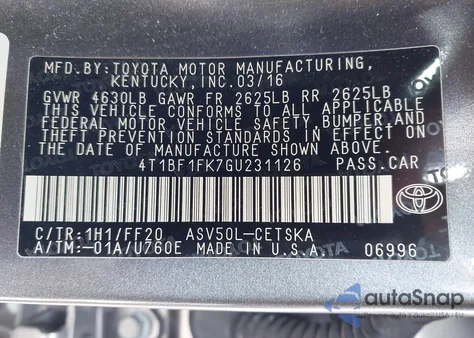 MFD.BY:TOYOTA MOTOR MANUFACTURING,
KENTUCKY, INC.03/16
GVWR 4630LB GAWR FR 2625LB RR 2625LB
THIS VEHICLE CONFORMS TO ALL APPLICABLE
FEDERAL MOTOR VEHICLE SAFETY, BUMPER AND
THEFT PREVENTION STANDARDS IN EFFECT ON
THE DATE OF MANUFACTURE SHOWN ABOVE.
4T1BF1FK7GU231126 PASS.CAR
C/TR:1H1/FF20 ASV50L-CETSKA
A/TM:-01A/U760E MADE IN U.S.A. 06996
autoSnap